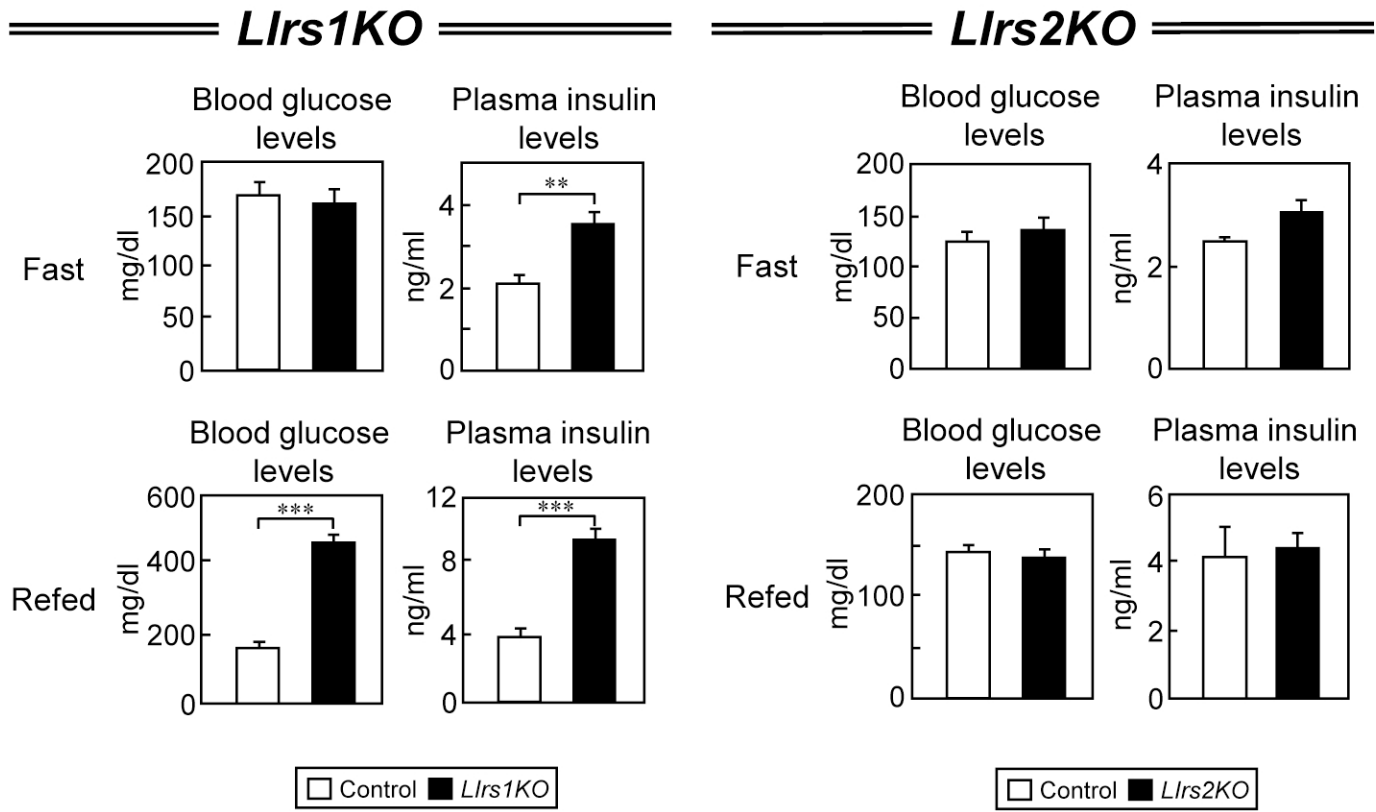 LIrs1KO
LIrs2KO
Blood glucose
levels
Plasma insulin
levels
Blood glucose
levels
Plasma insulin
levels
Fast
mg/dl
200
150
100
50
0
ng/ml
4
2
0
**
Fast
mg/dl
200
150
100
50
0
ng/ml
4
2
0
Blood glucose
levels
Plasma insulin
levels
Blood glucose
levels
Plasma insulin
levels
Refed
mg/dl
600
400
200
0
***
ng/ml
12
8
4
0
***
Refed
mg/dl
200
100
0
ng/ml
6
4
2
0
Control LIrs1KO
Control LIrs2KO